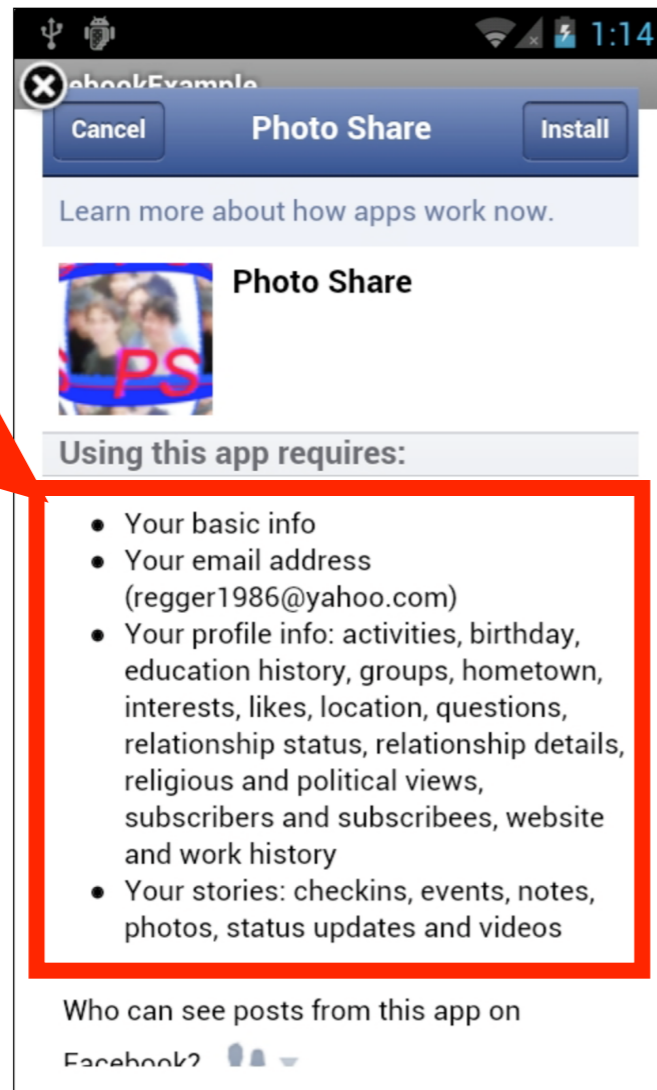 1:14
ebookExample
Cancel
Photo Share
Install
Learn more about how apps work now.
Photo Share
PS
Using this app requires:
• Your basic info
• Your email address
(regger1986@yahoo.com)
• Your profile info: activities, birthday,
education history, groups, hometown,
interests, likes, location, questions,
relationship status, relationship details,
religious and political views,
subscribers and subscribees, website
and work history
• Your stories: checkins, events, notes,
photos, status updates and videos
Who can see posts from this app on
Facebook?